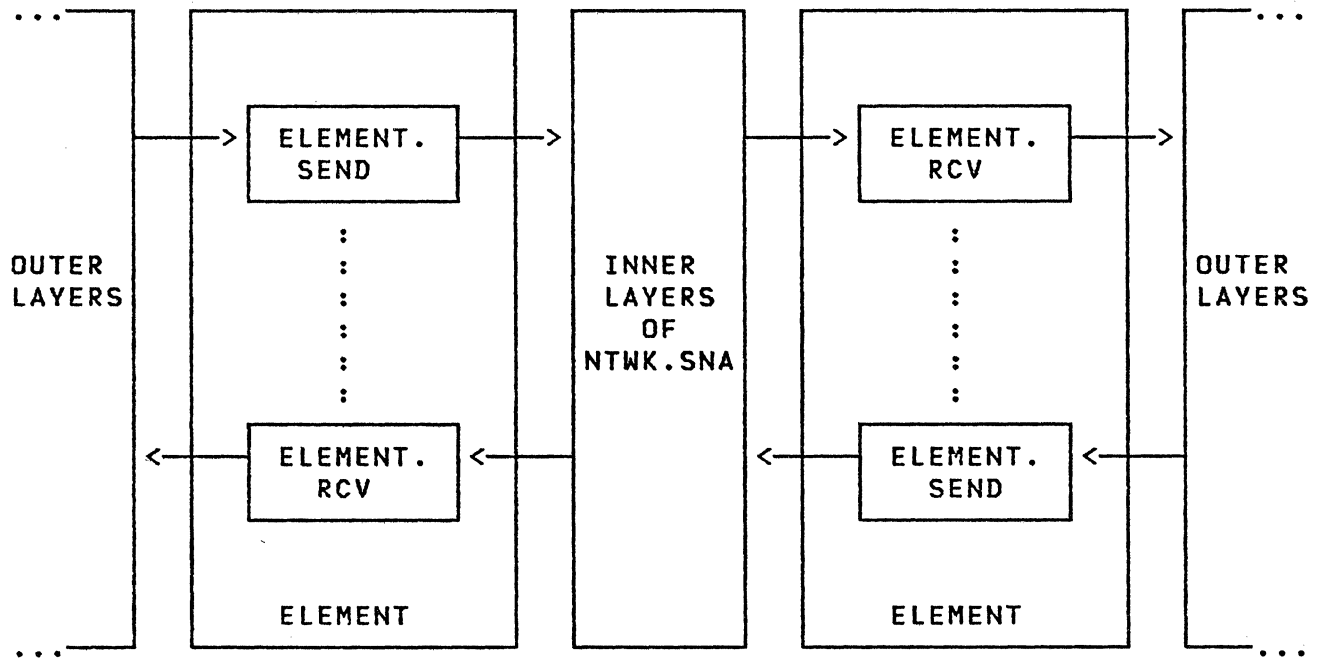 ELEMENT.
SEND
ELEMENT.
RCV
OUTER
LAYERS
INNER
LAYERS
OF
NTWK.SNA
OUTER
LAYERS
ELEMENT.
RCV
ELEMENT.
SEND
ELEMENT
ELEMENT